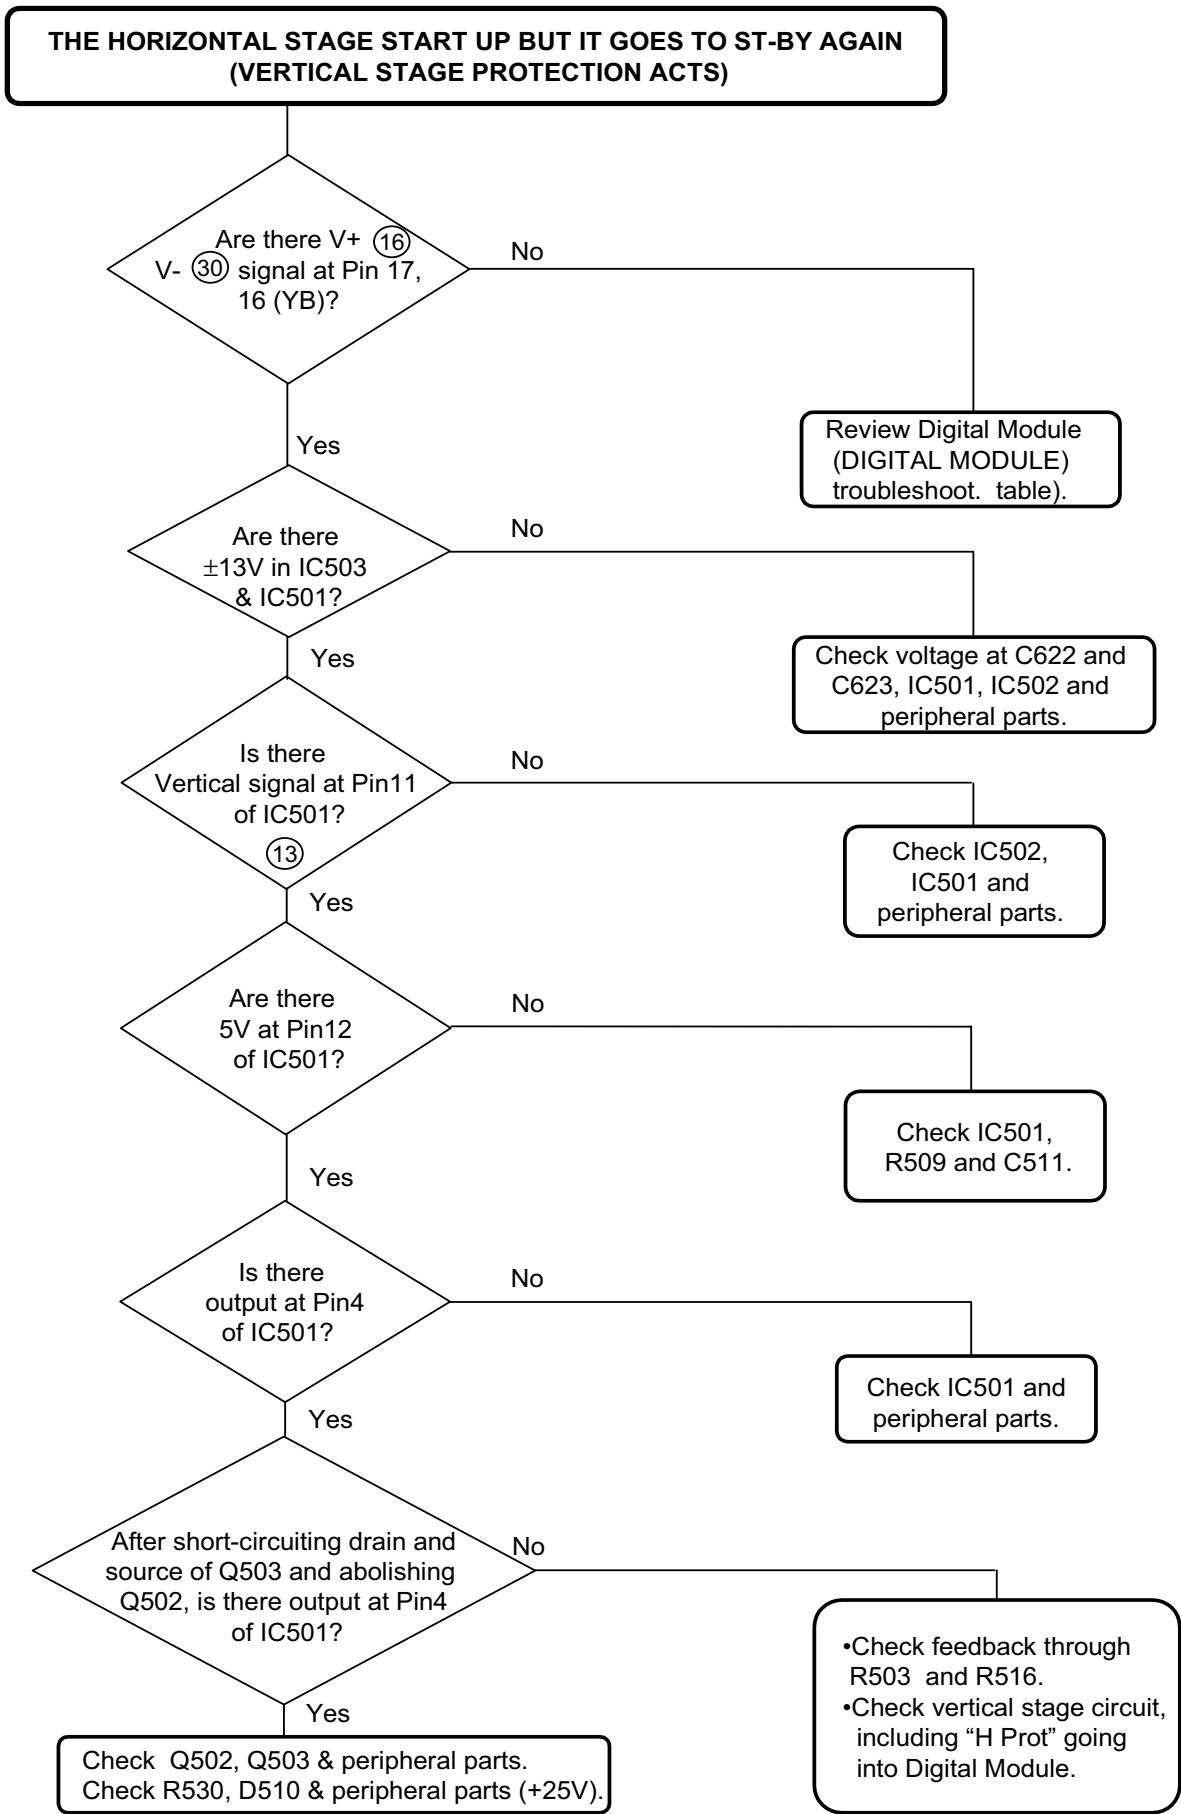 THE HORIZONTAL STAGE START UP BUT IT GOES TO ST-BY AGAIN
(VERTICAL STAGE PROTECTION ACTS)
Are there V+ 16
V- 30 signal at Pin 17,
16 (YB)?
No
Review Digital Module
(DIGITAL MODULE)
troubleshoot. table).
Yes
Are there
±13V in IC503
& IC501?
No
Check voltage at C622 and
C623, IC501, IC502 and
peripheral parts.
Yes
Is there
Vertical signal at Pin11
of IC501?
13
No
Check IC502,
IC501 and
peripheral parts.
Yes
Are there
5V at Pin12
of IC501?
No
Check IC501,
R509 and C511.
Yes
Is there
output at Pin4
of IC501?
No
Check IC501 and
peripheral parts.
Yes
After short-circuiting drain and
source of Q503 and abolishing
Q502, is there output at Pin4
of IC501?
No
•Check feedback through
R503 and R516.
•Check vertical stage circuit,
including “H Prot” going
into Digital Module.
Yes
Check Q502, Q503 & peripheral parts.
Check R530, D510 & peripheral parts (+25V).